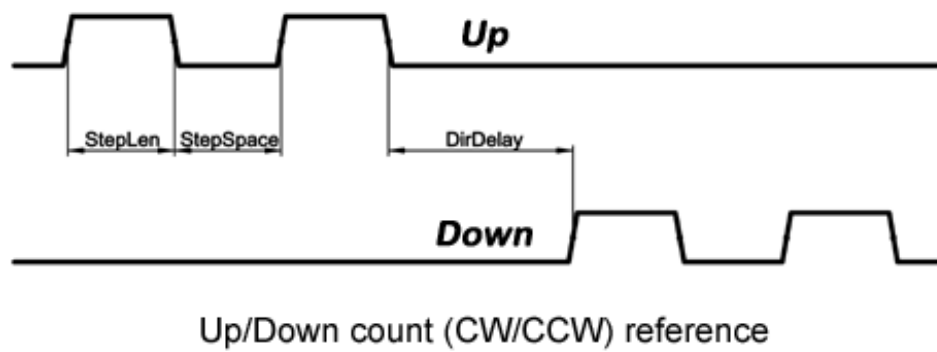 Up
StepLen StepSpace DirDelay
Down
Up/Down count (CW/CCW) reference